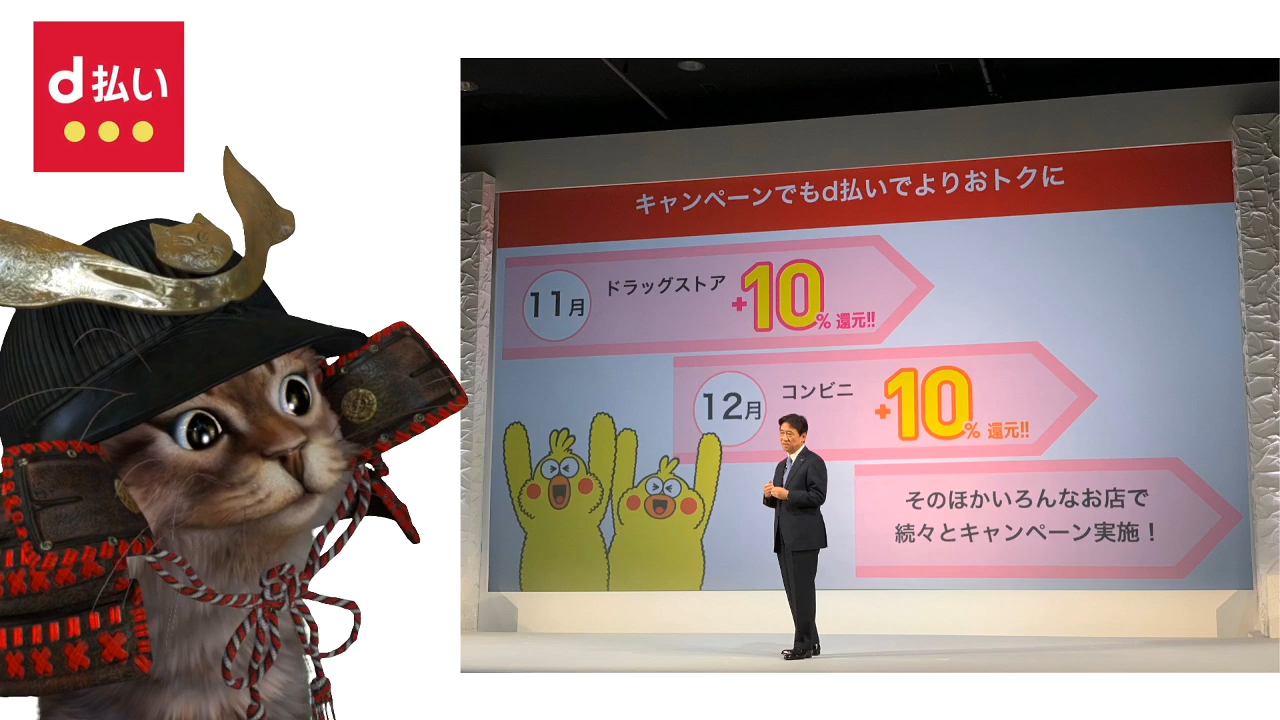 d払い
キャンペーンでもd払いでよりおトクに
11月
ドラッグストア
+10% 還元!!
12月
コンビニ
+10% 還元!!
そのほかいろんなお店で
続々とキャンペーン実施！